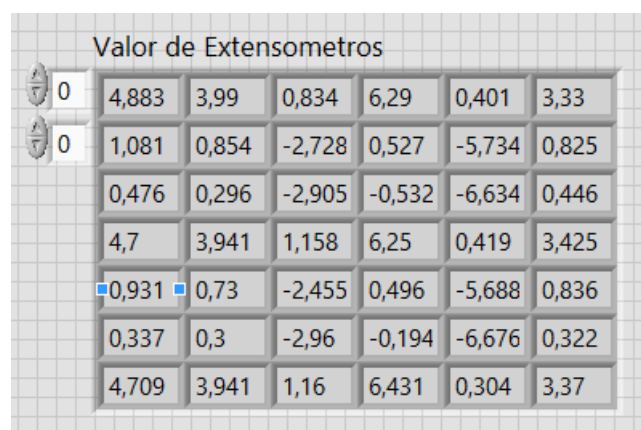 Valor de Extensometros
0 4,883 3,99 0,834 6,29 0,401 3,33
0 1,081 0,854 -2,728 0,527 -5,734 0,825
0,476 0,296 -2,905 -0,532 -6,634 0,446
4,7 3,941 1,158 6,25 0,419 3,425
0,931 0,73 -2,455 0,496 -5,688 0,836
0,337 0,3 -2,96 -0,194 -6,676 0,322
4,709 3,941 1,16 6,431 0,304 3,37